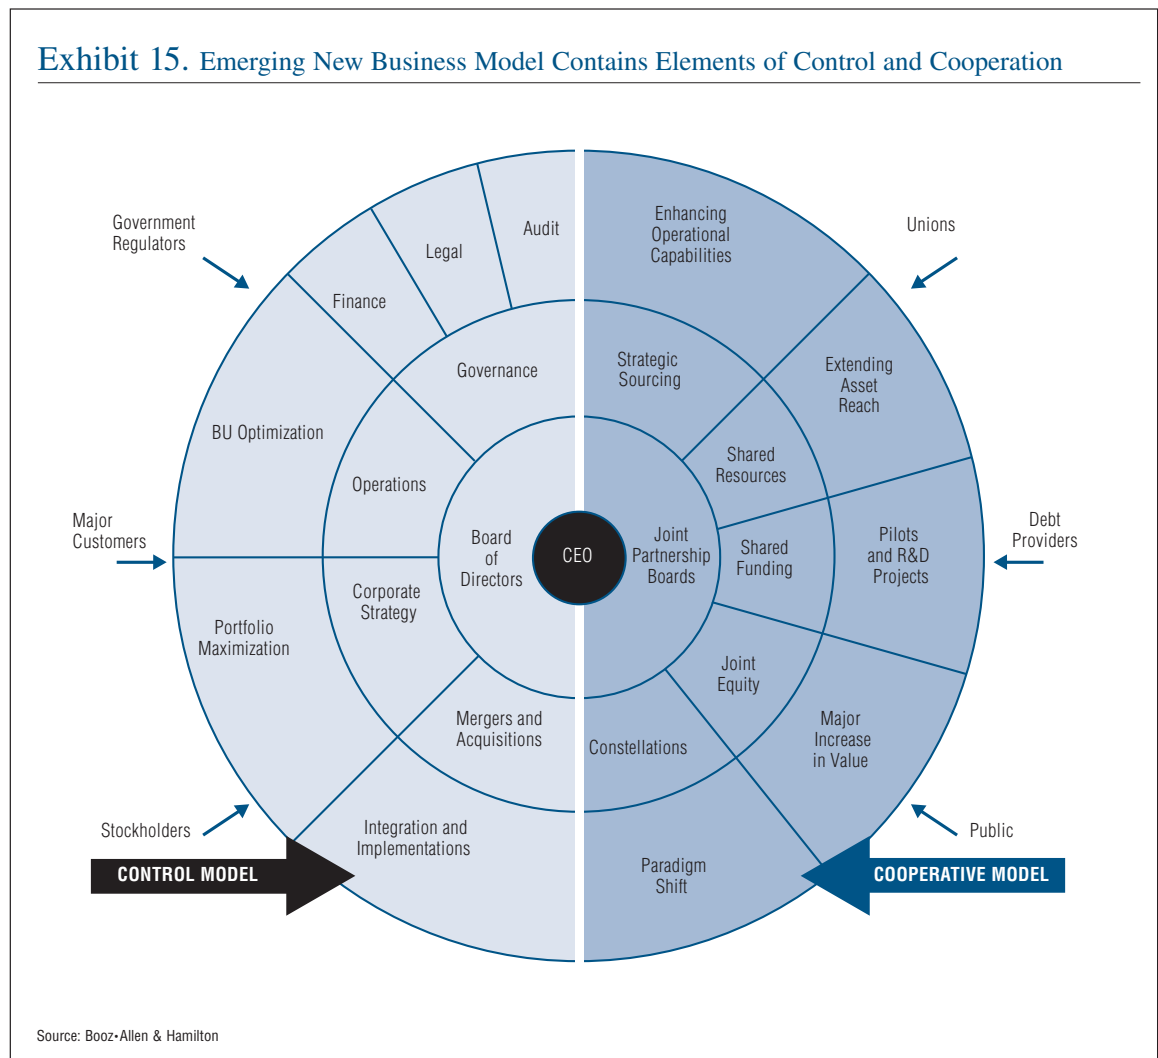 Exhibit 15. Emerging New Business Model Contains Elements of Control and Cooperation
Government
Regulators
Major
Customers
Stockholders
CONTROL MODEL
Audit
Legal
Finance
BU Optimization
Portfolio
Maximization
Integration and
Implementations
Governance
Operations
Corporate
Strategy
Mergers and
Acquisitions
Board
of
Directors
CEO
Joint
Partnership
Boards
Strategic
Sourcing
Shared
Resources
Shared
Funding
Joint
Equity
Constellations
Enhancing
Operational
Capabilities
Extending
Asset
Reach
Pilots
and R&D
Projects
Major
Increase
in Value
Paradigm
Shift
Unions
Debt
Providers
Public
COOPERATIVE MODEL
Source: Booz•Allen & Hamilton